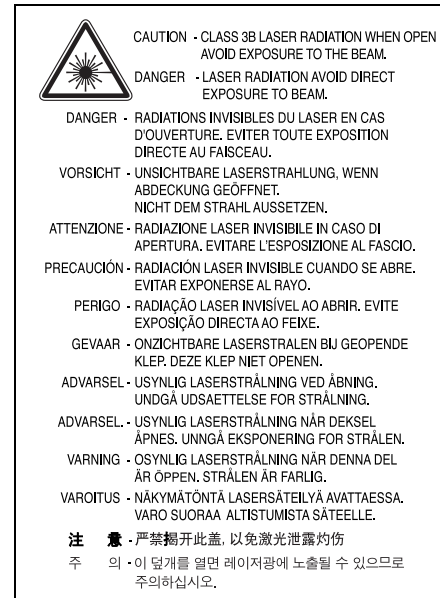 CAUTION - CLASS 3B LASER RADIATION WHEN OPEN
AVOID EXPOSURE TO THE BEAM.
DANGER - LASER RADIATION AVOID DIRECT
EXPOSURE TO BEAM.
DANGER - RADIATIONS INVISIBLES DU LASER EN CAS
D'OUVERTURE. EVITER TOUTE EXPOSITION
DIRECTE AU FAISCEAU.
VORSICHT - UNSICHTBARE LASERSTRAHLUNG, WENN
ABDECKUNG GEÖFFNET.
NICHT DEM STRAHL AUSSETZEN.
ATTENZIONE - RADIAZIONE LASER INVISIBILE IN CASO DI
APERTURA. EVITARE L'ESPOSIZIONE AL FASCIO.
PRECAUCIÓN - RADIACIÓN LASER INVISIBLE CUANDO SE ABRE.
EVITAR EXPONERSE AL RAYO.
PERIGO - RADIAÇÃO LASER INVISÍVEL AO ABRIR. EVITE
EXPOSIÇÃO DIRECTA AO FEIXE.
GEVAAR - ONZICHTBARE LASERSTRALEN BIJ GEOPENDE
KLEP. DEZE KLEP NIET OPENEN.
ADVARSEL - USYNLIG LASERSTRÅLNING VED ÅBNING.
UNDGÅ UDSAETTELSE FOR STRÅLNING.
ADVARSEL. - USYNLIG LASERSTRÅLNING NÅR DEKSEL
ÅPNES. UNNGÅ EKSPONERING FOR STRÅLEN.
VARNING - OSYNLIG LASERSTRÅLNING NÄR DENNA DEL
ÄR ÖPPEN. STRÅLEN ÄR FARLIG.
VAROITUS - NÄKYMÄTÖNTÄ LASERSÄTEILYÄ AVATTAESSA.
VARO SUORAA ALTISTUMISTA SÄTEELLE.
注 意 - 严禁揭开此盖, 以免激光泄露灼伤
주 의 - 이 덮개를 열면 레이저광에 노출될 수 있으므로
주의하십시오.